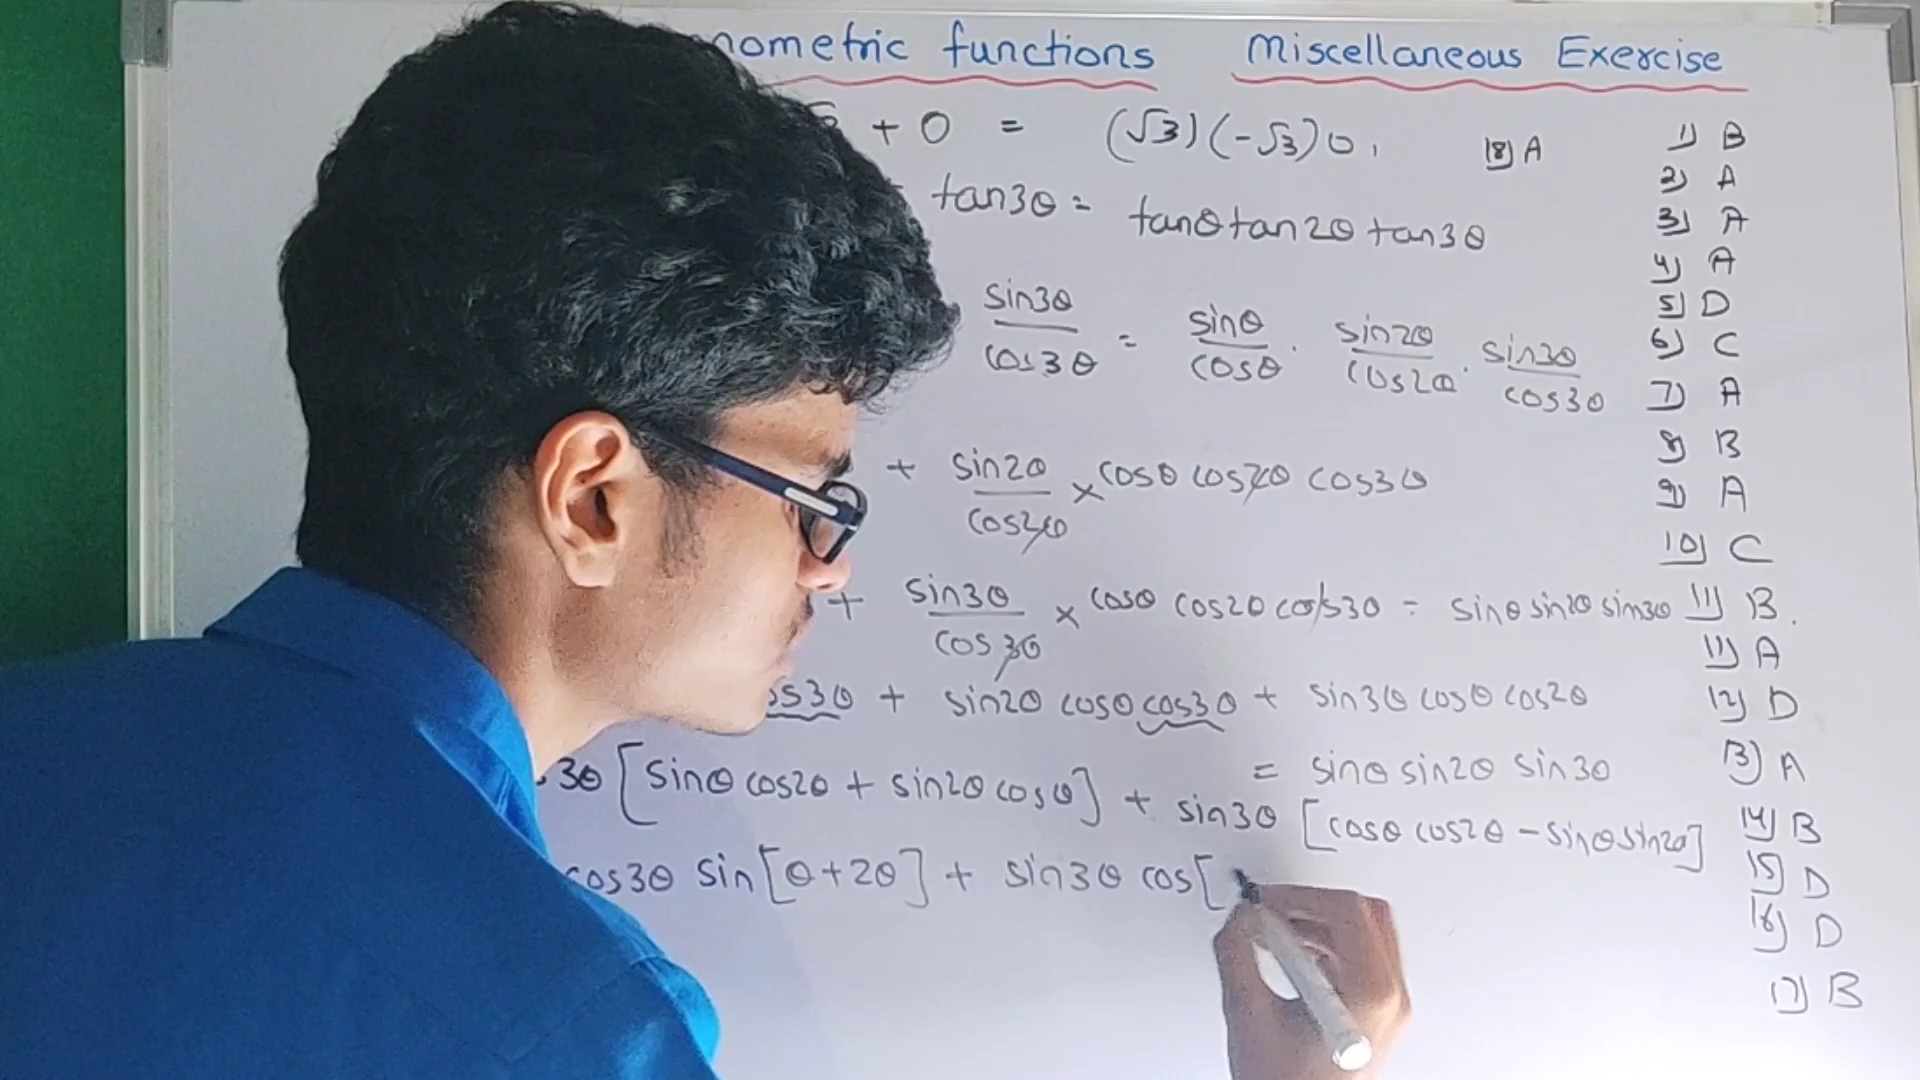 functions Miscellaneous Exercise
+ 0 = (√3)(-√3)0,
18) A
tan3θ = tanθ tan2θ tan3θ
sin3θ/cos3θ = sinθ/cosθ . sin2θ/cos2θ . sin3θ/cos3θ
+ sin2θ/cos2θ × cosθ cos2θ cos3θ
+ sin3θ/cos3θ × cosθ cos2θ cos3θ = sinθ sin2θ sin3θ
+ sin2θ cosθ cos3θ + sin3θ cosθ cos2θ
= sinθ sin2θ sin3θ
3θ [sinθ cos2θ + sin2θ cosθ] + sin3θ [cosθ cos2θ - sinθ sin2θ]
cos3θ sin[θ+2θ] + sin3θ cos[
1) B
2) A
3) A
4) A
5) D
6) C
7) A
8) B
9) A
10) C
11) B.
11) A
12) D
13) A
14) B
15) D
16) D
17) B